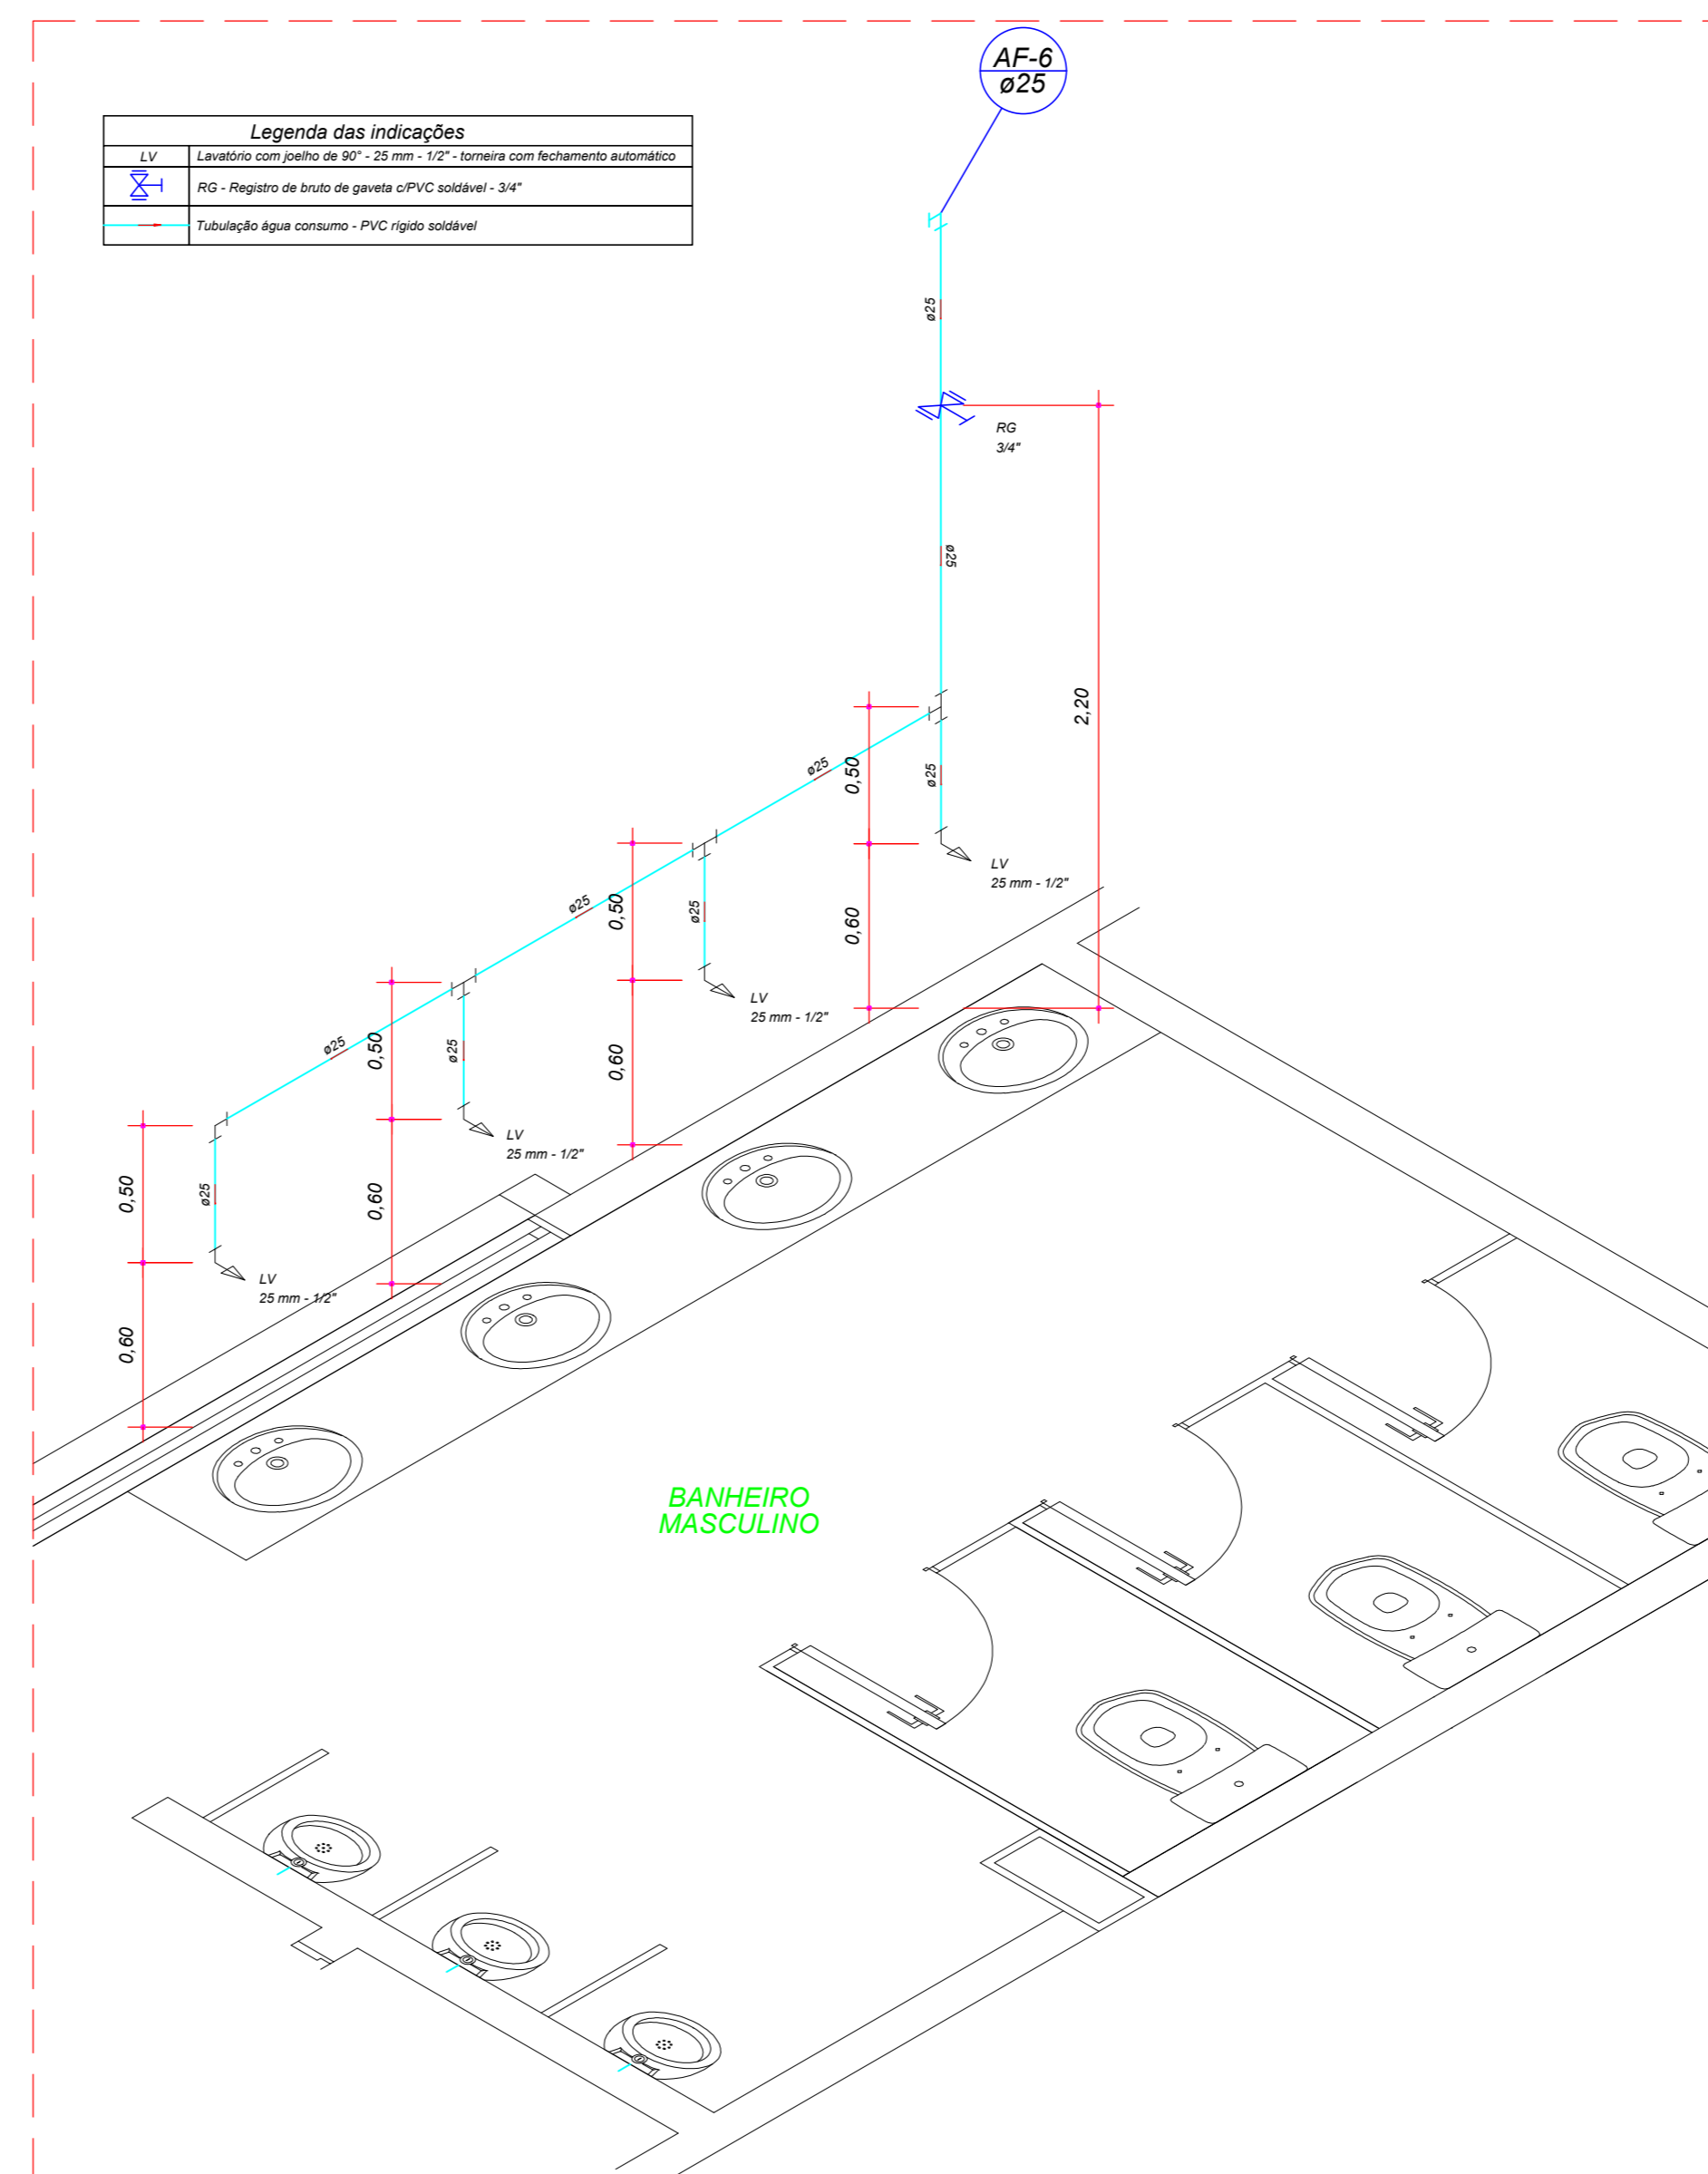 AF-6
ø25
Legenda das indicações
LV Lavatório com joelho de 90° - 25 mm - 1/2" - torneira com fechamento automático
RG - Registro de bruto de gaveta c/PVC soldável - 3/4"
Tubulação água consumo - PVC rígido soldável
ø25
RG
3/4"
ø25
2,20
0,50
ø25
ø25
LV
25 mm - 1/2"
0,60
ø25
0,50
ø25
LV
25 mm - 1/2"
0,60
ø25
0,50
ø25
LV
25 mm - 1/2"
0,60
0,50
ø25
LV
25 mm - 1/2"
0,60
BANHEIRO
MASCULINO